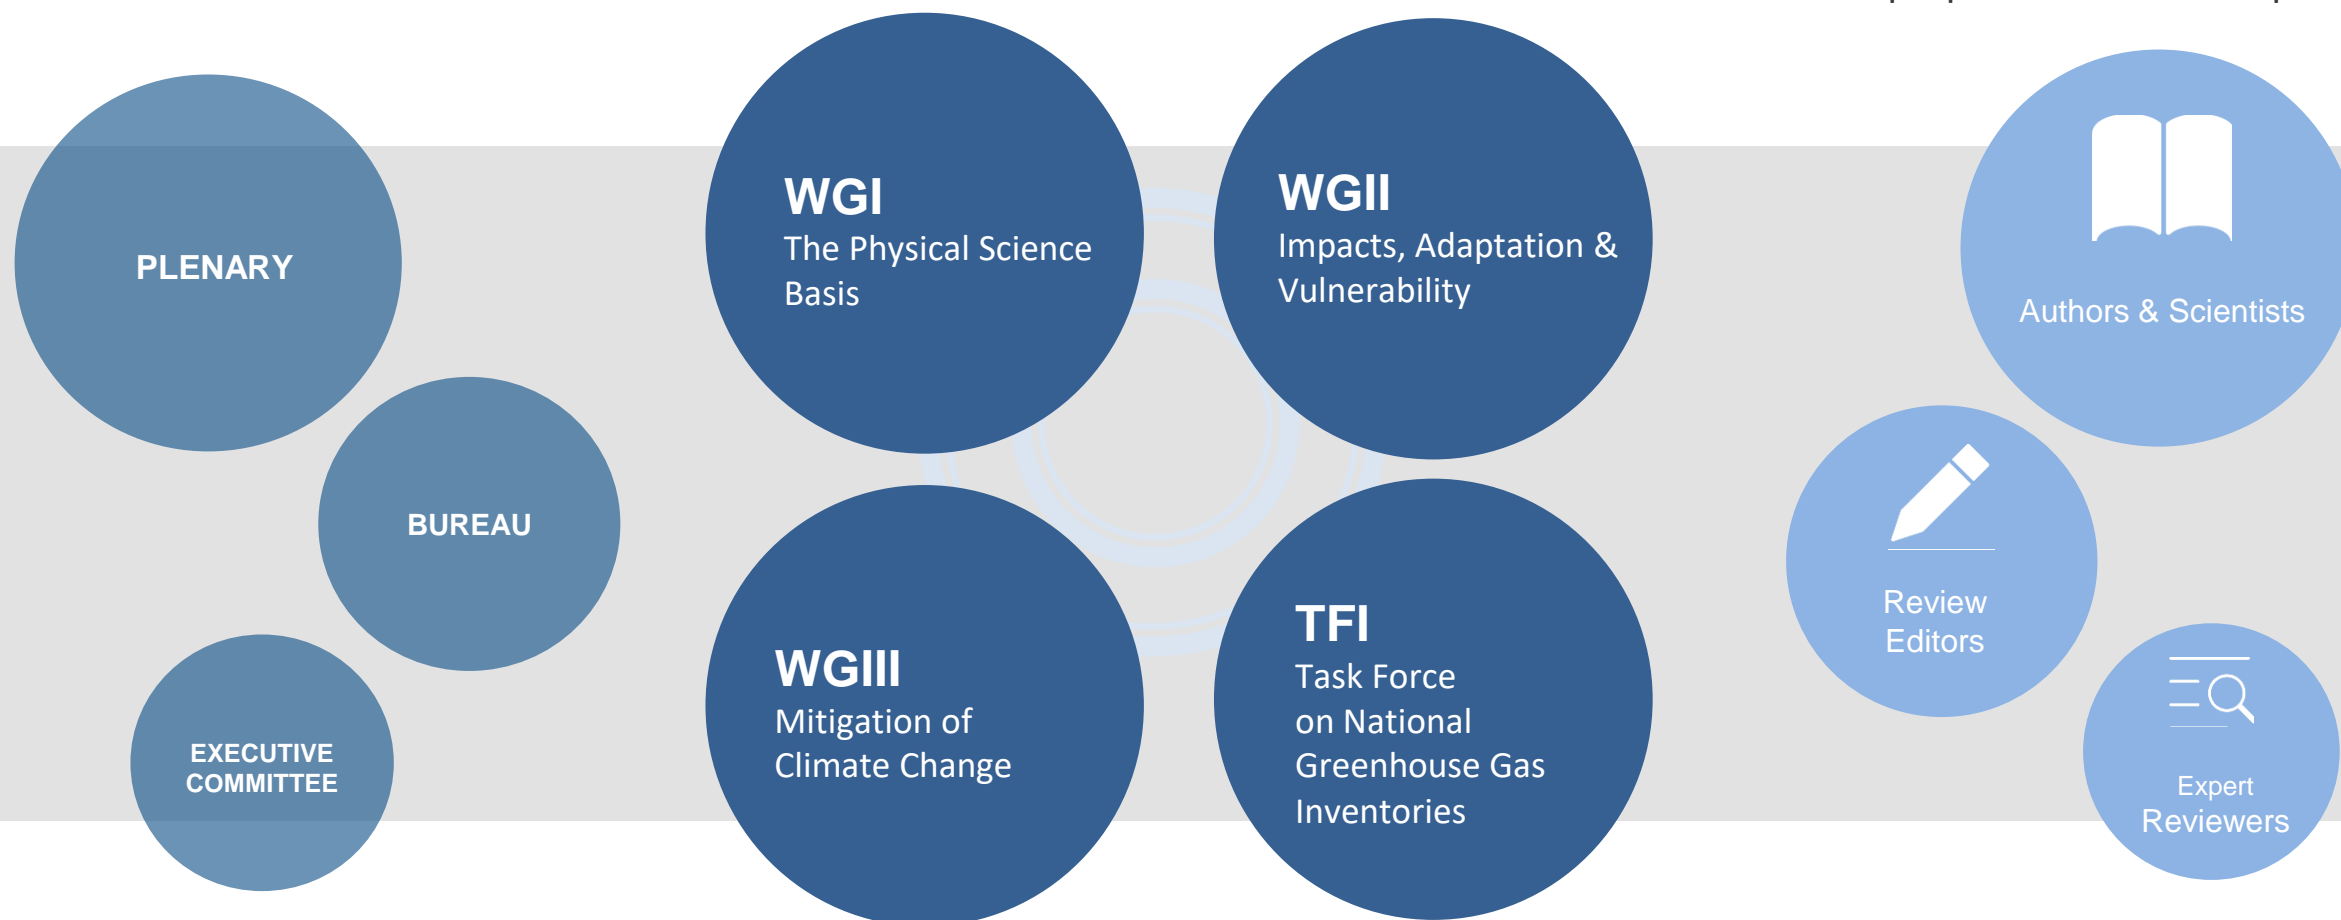 PLENARY
BUREAU
EXECUTIVE
COMMITTEE
WGI
The Physical Science
Basis
WGII
Impacts, Adaptation &
Vulnerability
WGIII
Mitigation of
Climate Change
TFI
Task Force
on National
Greenhouse Gas
Inventories
Authors & Scientists
Review
Editors
Expert
Reviewers